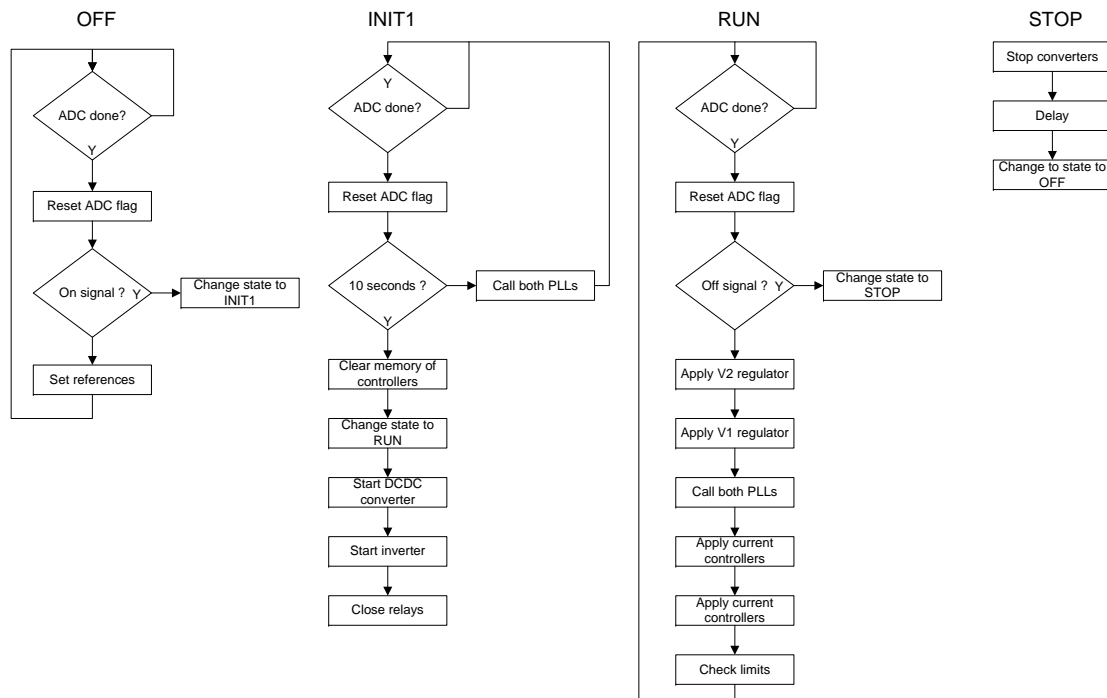 OFF
ADC done?
Y
Reset ADC flag
On signal ?
Y
Change state to
INIT1
Set references
INIT1
Y
ADC done?
Reset ADC flag
10 seconds ?
Y
Call both PLLs
Clear memory of
controllers
Change state to
RUN
Start DCDC
converter
Start inverter
Close relays
RUN
ADC done?
Y
Reset ADC flag
Off signal ?
Y
Change state to
STOP
Apply V2 regulator
Apply V1 regulator
Call both PLLs
Apply current
controllers
Apply current
controllers
Check limits
STOP
Stop converters
Delay
Change to state to
OFF